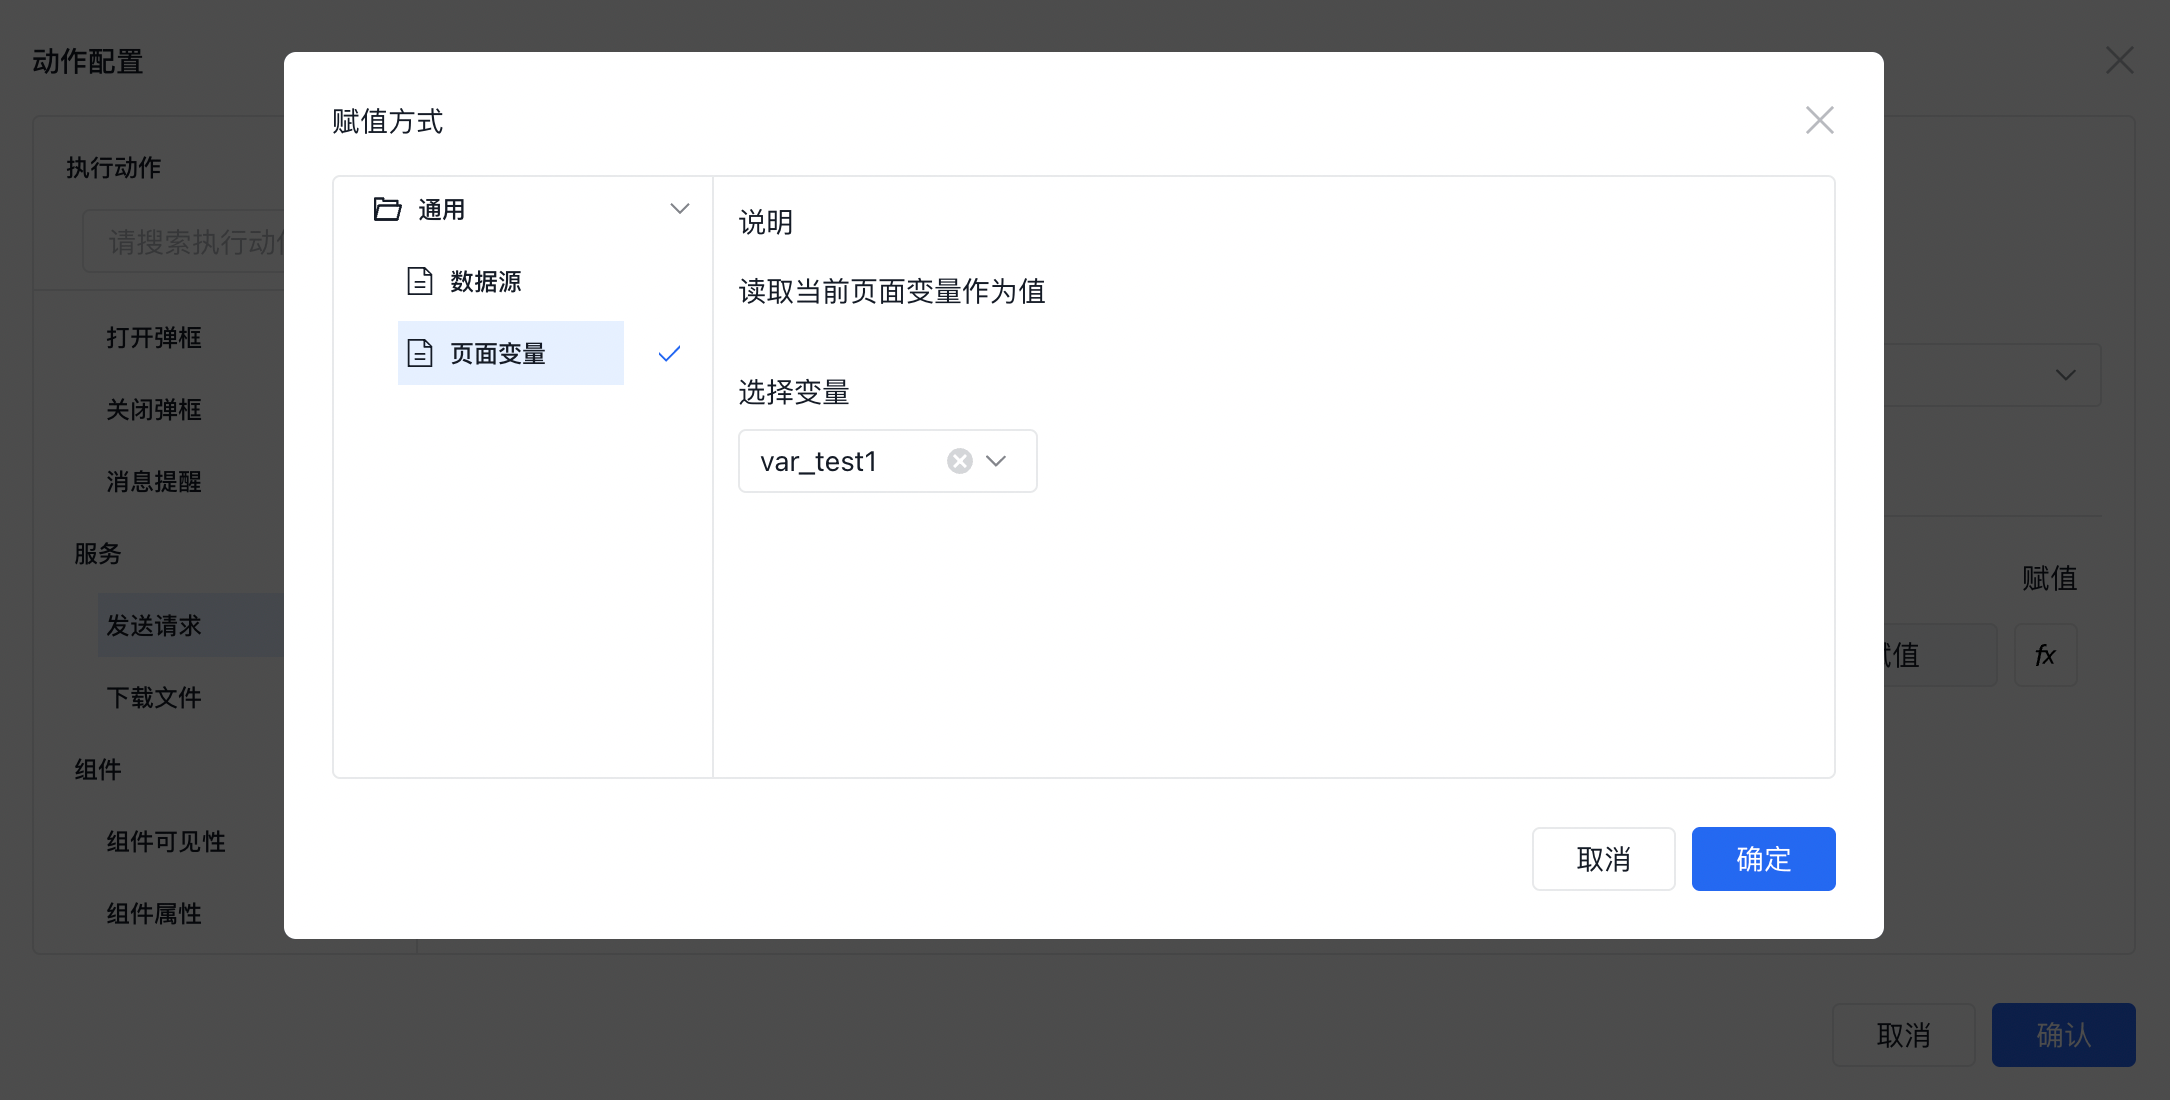 动作配置
执行动作
请搜索执行动
打开弹框
关闭弹框
消息提醒
服务
发送请求
下载文件
组件
组件可见性
组件属性
赋值方式
通用
数据源
页面变量
说明
读取当前页面变量作为值
选择变量
var_test1
取消
确定
赋值
值
fx
取消
确认